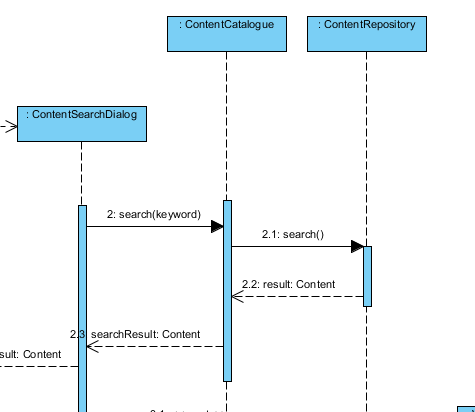 : ContentCatalogue
: ContentRepository
: ContentSearchDialog
2: search(keyword)
2.1: search()
2.2: result: Content
2.3 searchResult: Content
sult: Content